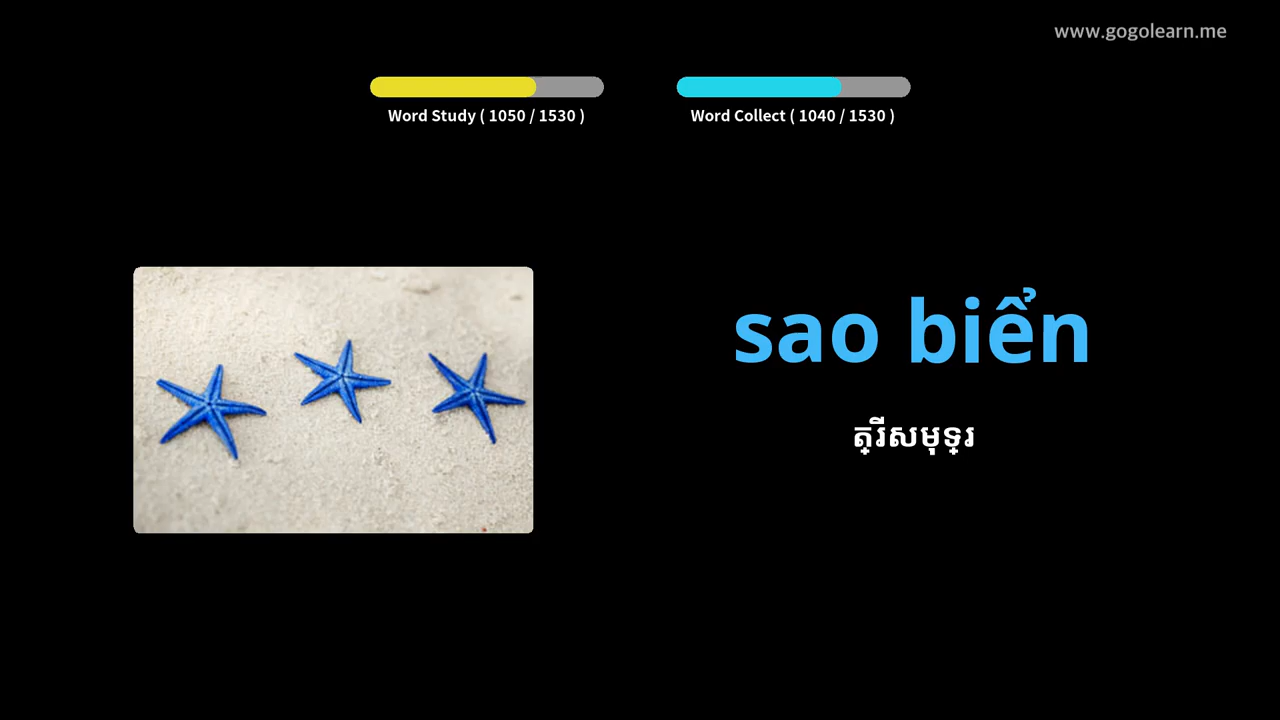 www.gogolearn.me
Word Study ( 1050 / 1530 )
Word Collect ( 1040 / 1530 )
sao biển
ត្រីសមុទ្រ